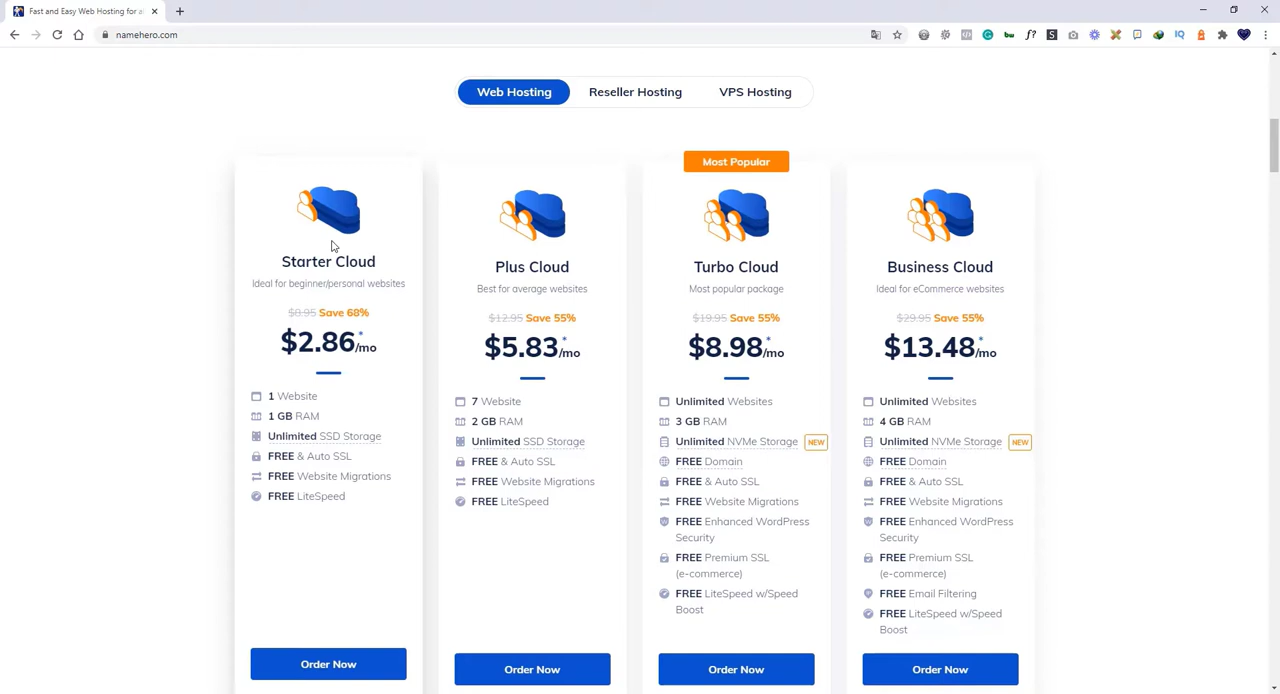 Fast and Easy Web Hosting for a
namehero.com
Web Hosting
Reseller Hosting
VPS Hosting
Starter Cloud
Ideal for beginner/personal websites
$8.95 Save 68%
$2.86*/mo
1 Website
1 GB RAM
Unlimited SSD Storage
FREE & Auto SSL
FREE Website Migrations
FREE LiteSpeed
Order Now
Plus Cloud
Best for average websites
$12.95 Save 55%
$5.83*/mo
7 Website
2 GB RAM
Unlimited SSD Storage
FREE & Auto SSL
FREE Website Migrations
FREE LiteSpeed
Order Now
Most Popular
Turbo Cloud
Most popular package
$19.95 Save 55%
$8.98*/mo
Unlimited Websites
3 GB RAM
Unlimited NVMe Storage NEW
FREE Domain
FREE & Auto SSL
FREE Website Migrations
FREE Enhanced WordPress
Security
FREE Premium SSL
(e-commerce)
FREE LiteSpeed w/Speed
Boost
Order Now
Business Cloud
Ideal for eCommerce websites
$29.95 Save 55%
$13.48*/mo
Unlimited Websites
4 GB RAM
Unlimited NVMe Storage NEW
FREE Domain
FREE & Auto SSL
FREE Website Migrations
FREE Enhanced WordPress
Security
FREE Premium SSL
(e-commerce)
FREE Email Filtering
FREE LiteSpeed w/Speed
Boost
Order Now